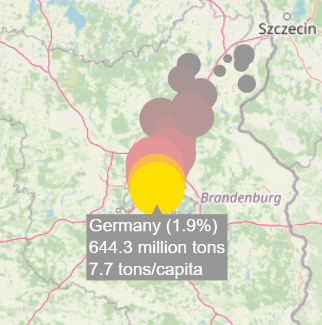 Szczecin
Brandenburg
Germany (1.9%)
644.3 million tons
7.7 tons/capita